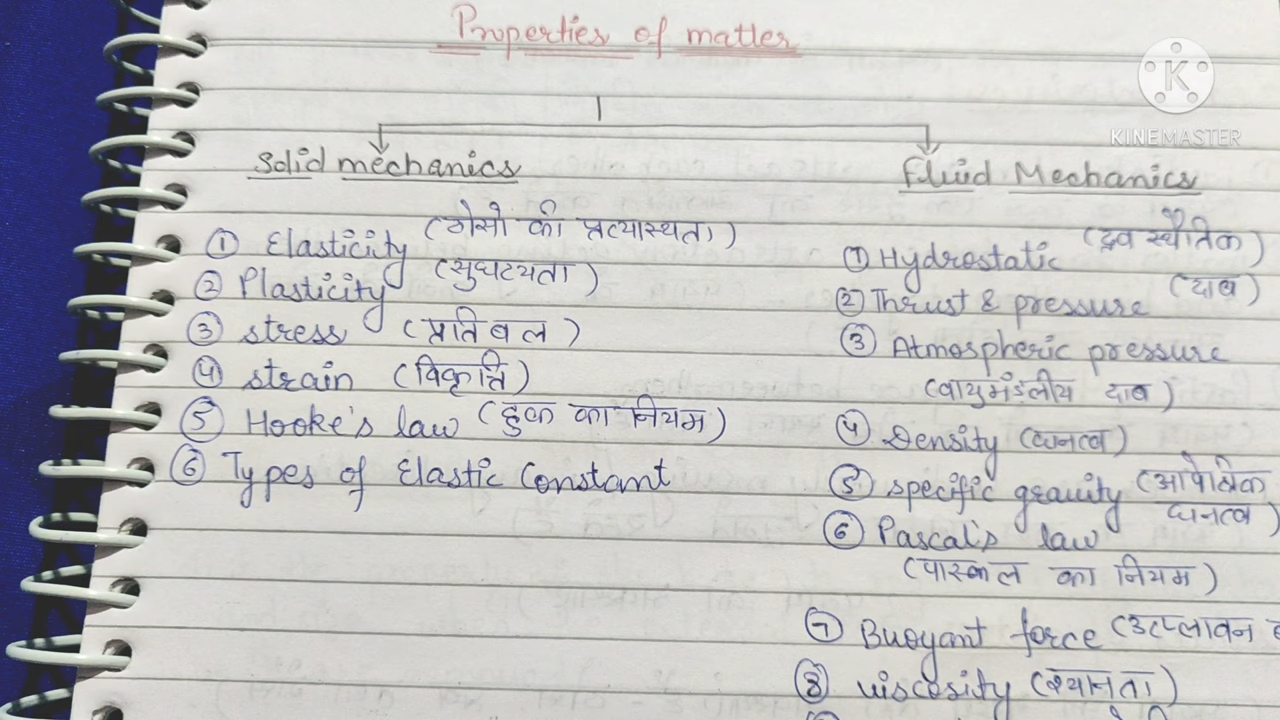 Properties of matter
K
KINEMASTER
Solid mechanics
① Elasticity (ठोसो की प्रत्यास्थता)
② Plasticity (सुघटयता)
③ stress (प्रतिबल)
④ strain (विकृति)
⑤ Hooke's law (हुक का नियम)
⑥ Types of Elastic Constant
Fluid Mechanics
① Hydrostatic (द्रव स्थैतिक)
② Thrust & pressure (दाब)
③ Atmospheric pressure
(वायुमंडलीय दाब)
④ Density (घनत्व)
⑤ specific gravity (आपेक्षिक
घनत्व)
⑥ Pascal's law
(पास्कल का नियम)
⑦ Buoyant force (उत्प्लावन
⑧ viscosity (श्यानता)